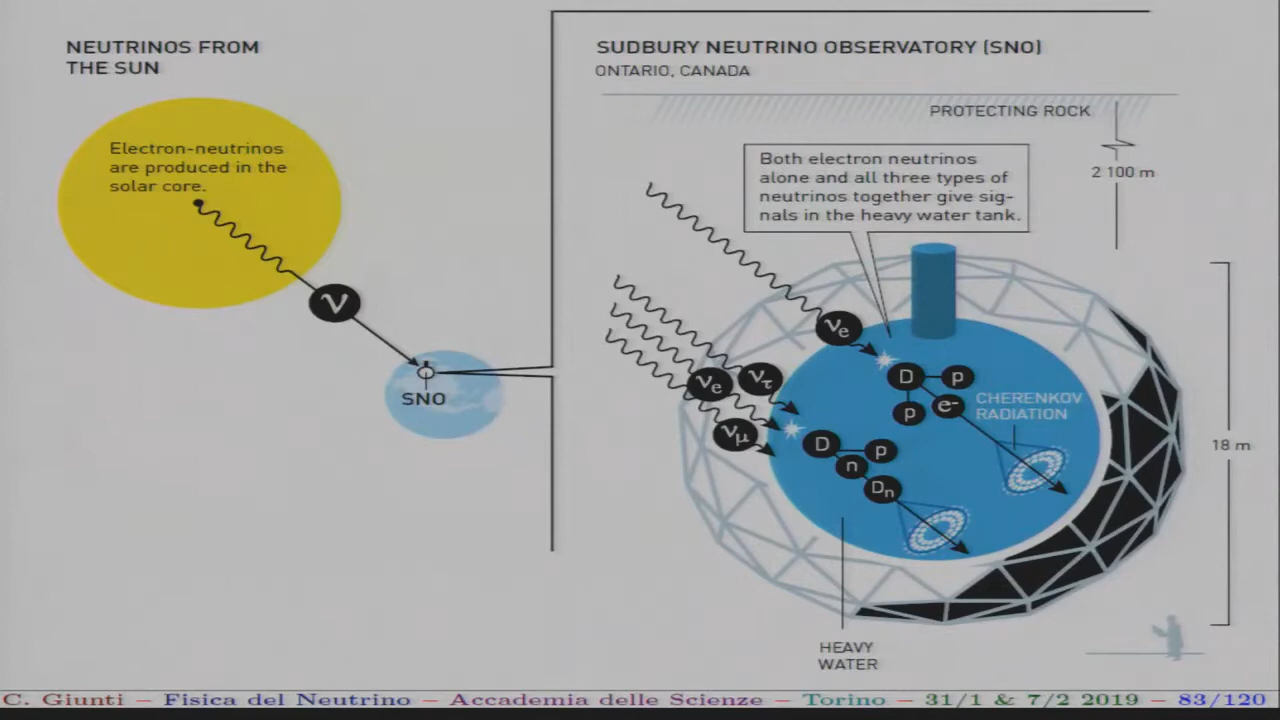 NEUTRINOS FROM
THE SUN
Electron-neutrinos
are produced in the
solar core.
ν
SNO
SUDBURY NEUTRINO OBSERVATORY (SNO)
ONTARIO, CANADA
PROTECTING ROCK
2 100 m
Both electron neutrinos
alone and all three types of
neutrinos together give sig-
nals in the heavy water tank.
νe
νe
ντ
νμ
D
p
p
e-
CHERENKOV
RADIATION
D
p
n
Dn
18 m
HEAVY
WATER
C. Giunti – Fisica del Neutrino – Accademia delle Scienze – Torino – 31/1 & 7/2 2019 – 83/120